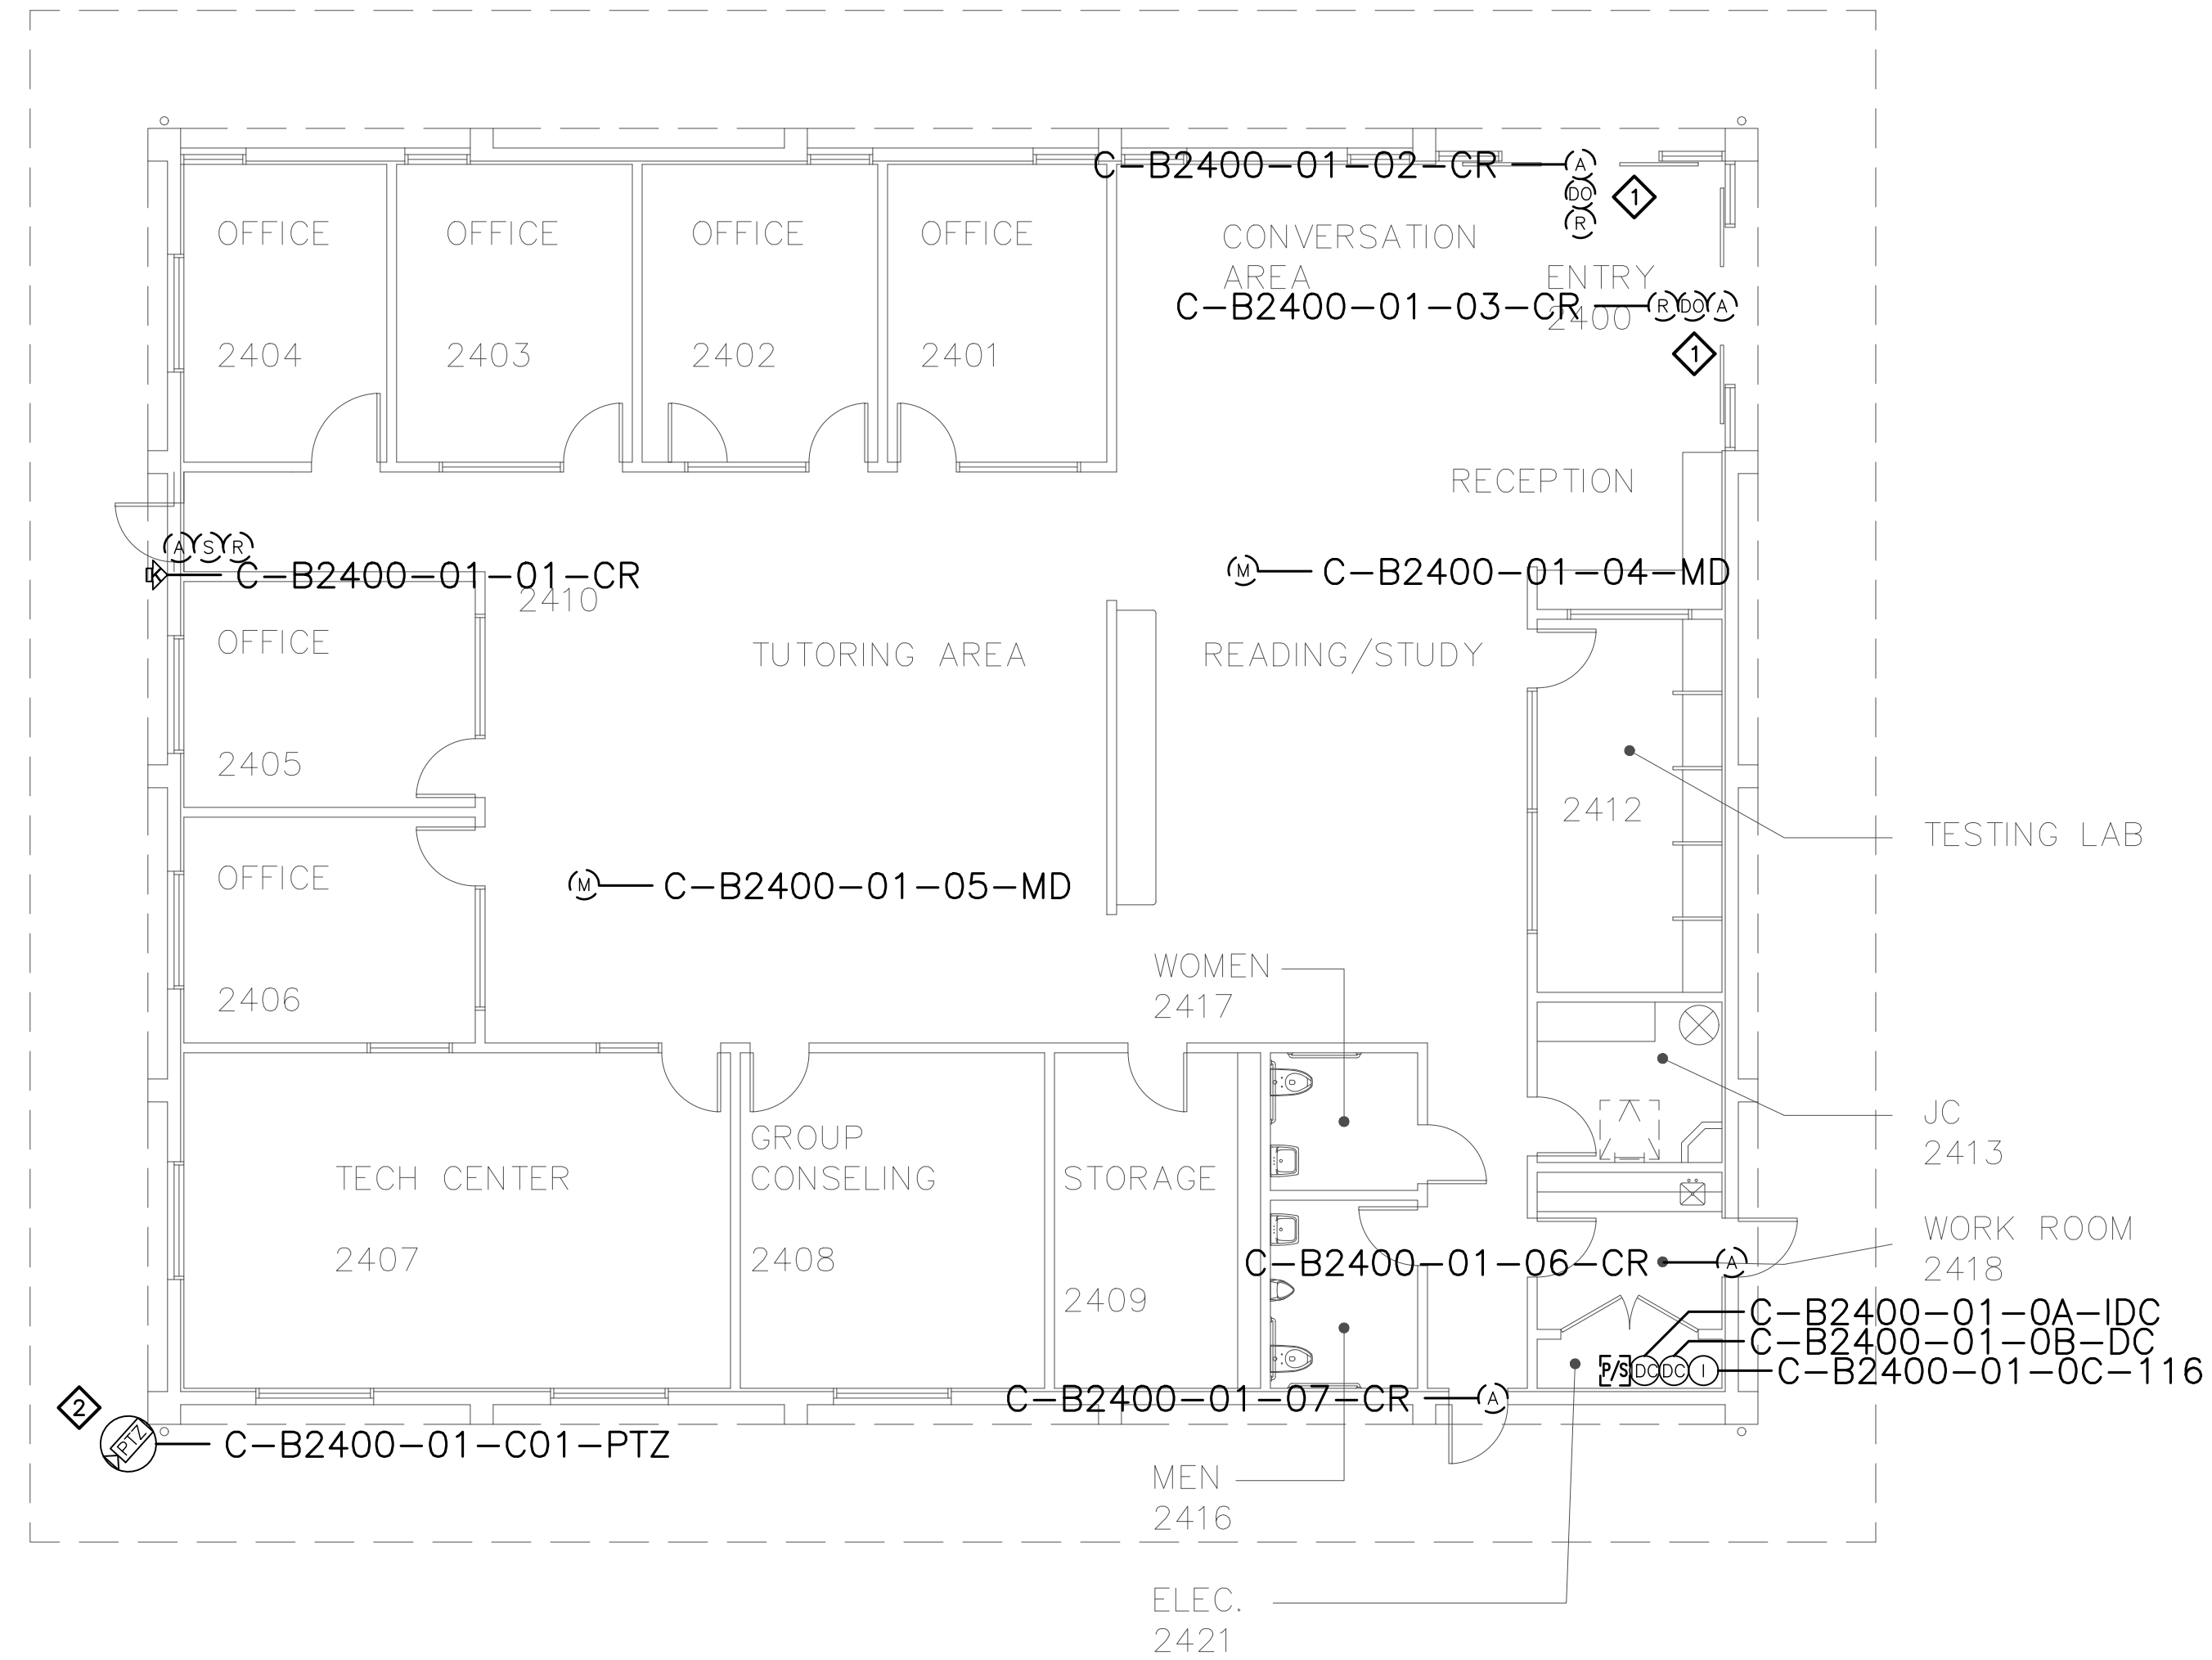 C-B2400-01-02-CR
A
DO
R
1
OFFICE
2404
OFFICE
2403
OFFICE
2402
OFFICE
2401
CONVERSATION
AREA
ENTRY
2400
C-B2400-01-03-CR
R
DO
A
1
RECEPTION
A
S
R
K
C-B2400-01-01-CR
2410
M
C-B2400-01-04-MD
OFFICE
2405
TUTORING AREA
READING/STUDY
2412
TESTING LAB
OFFICE
2406
M
C-B2400-01-05-MD
WOMEN
2417
JC
2413
TECH CENTER
2407
GROUP
CONSELING
2408
STORAGE
2409
WORK ROOM
2418
C-B2400-01-06-CR
A
C-B2400-01-0A-IDC
C-B2400-01-0B-DC
P/S
DC
DC
I
C-B2400-01-0C-116
C-B2400-01-07-CR
A
2
PTZ
C-B2400-01-C01-PTZ
MEN
2416
ELEC.
2421